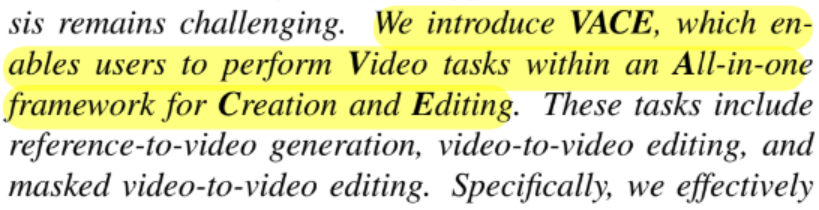 sis remains challenging. We introduce VACE, which en-
ables users to perform Video tasks within an All-in-one
framework for Creation and Editing. These tasks include
reference-to-video generation, video-to-video editing, and
masked video-to-video editing. Specifically, we effectively